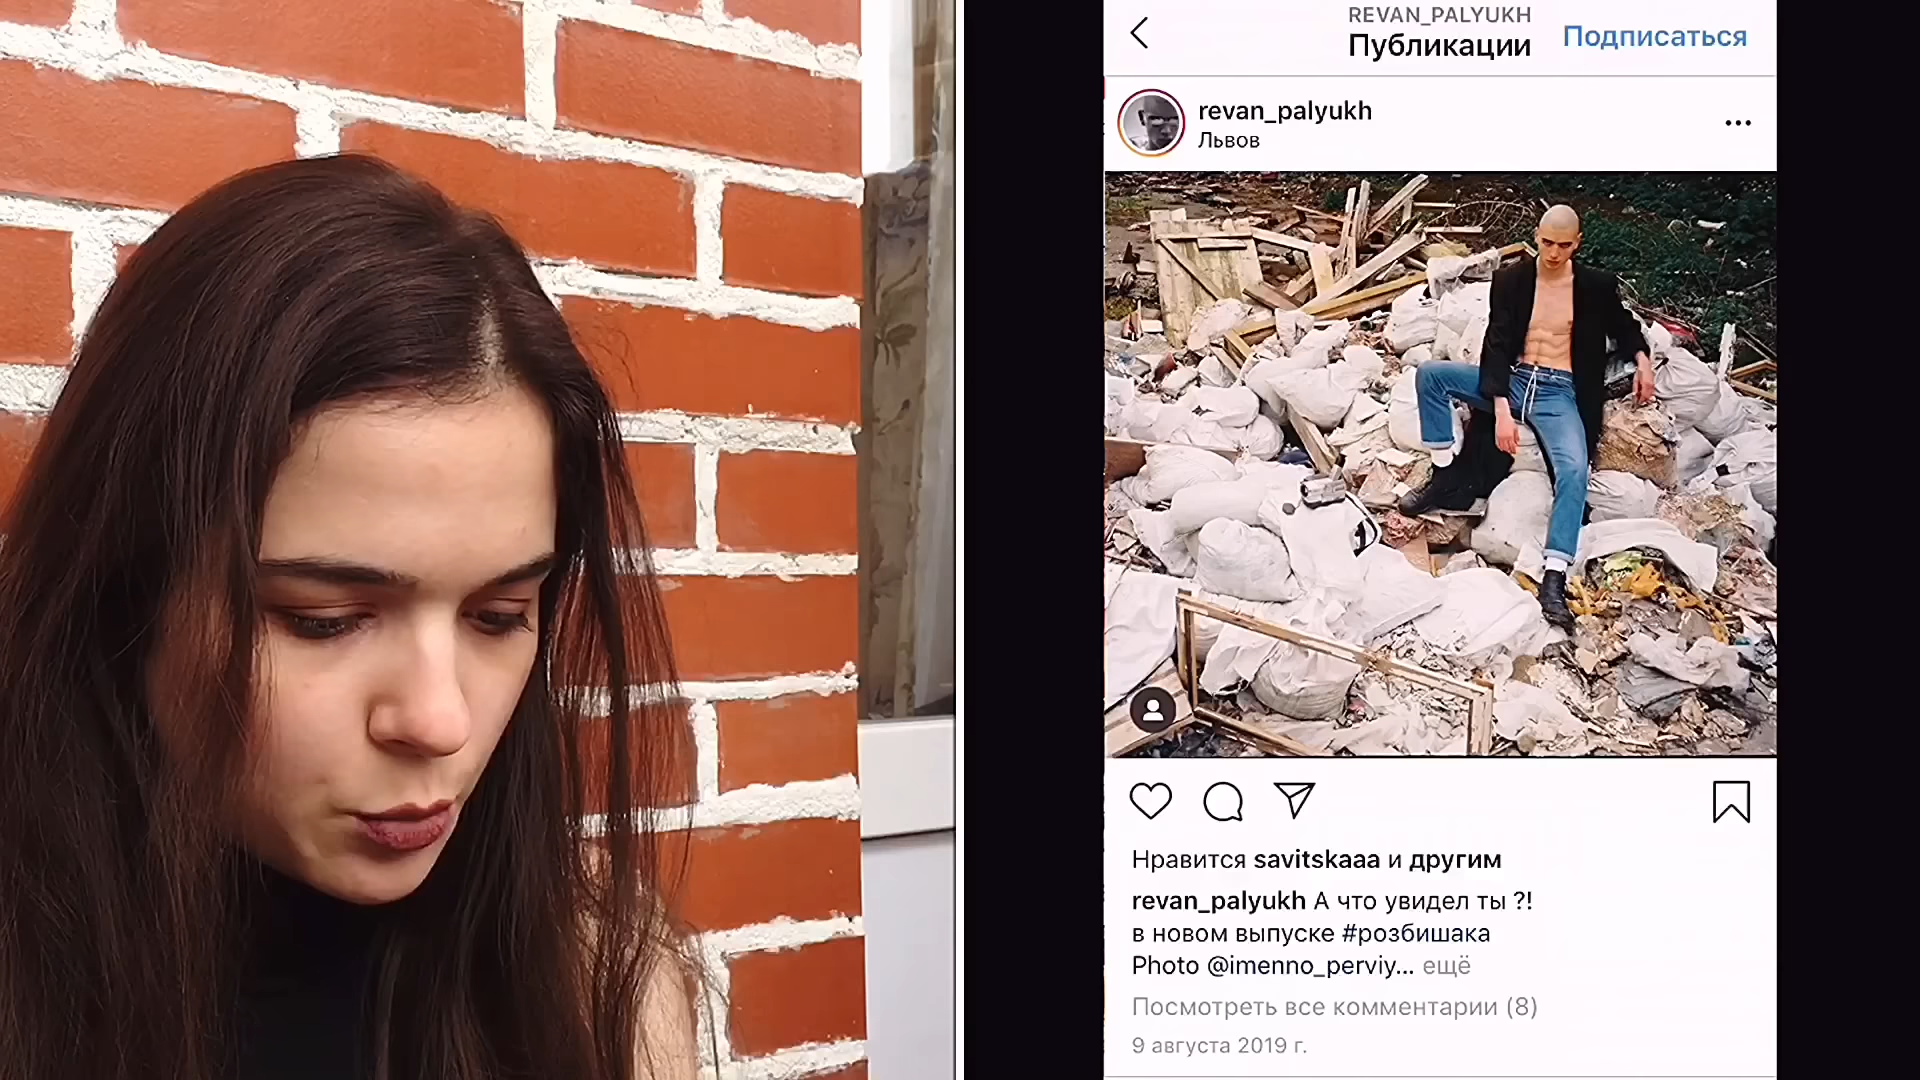 REVAN_PALYUKH
Публикации
Подписаться
revan_palyukh
Львов
Нравится savitskaaa и другим
revan_palyukh А что увидел ты ?!
в новом выпуске #розбишака
Photo @imenno_perviy... ещё
Посмотреть все комментарии (8)
9 августа 2019 г.